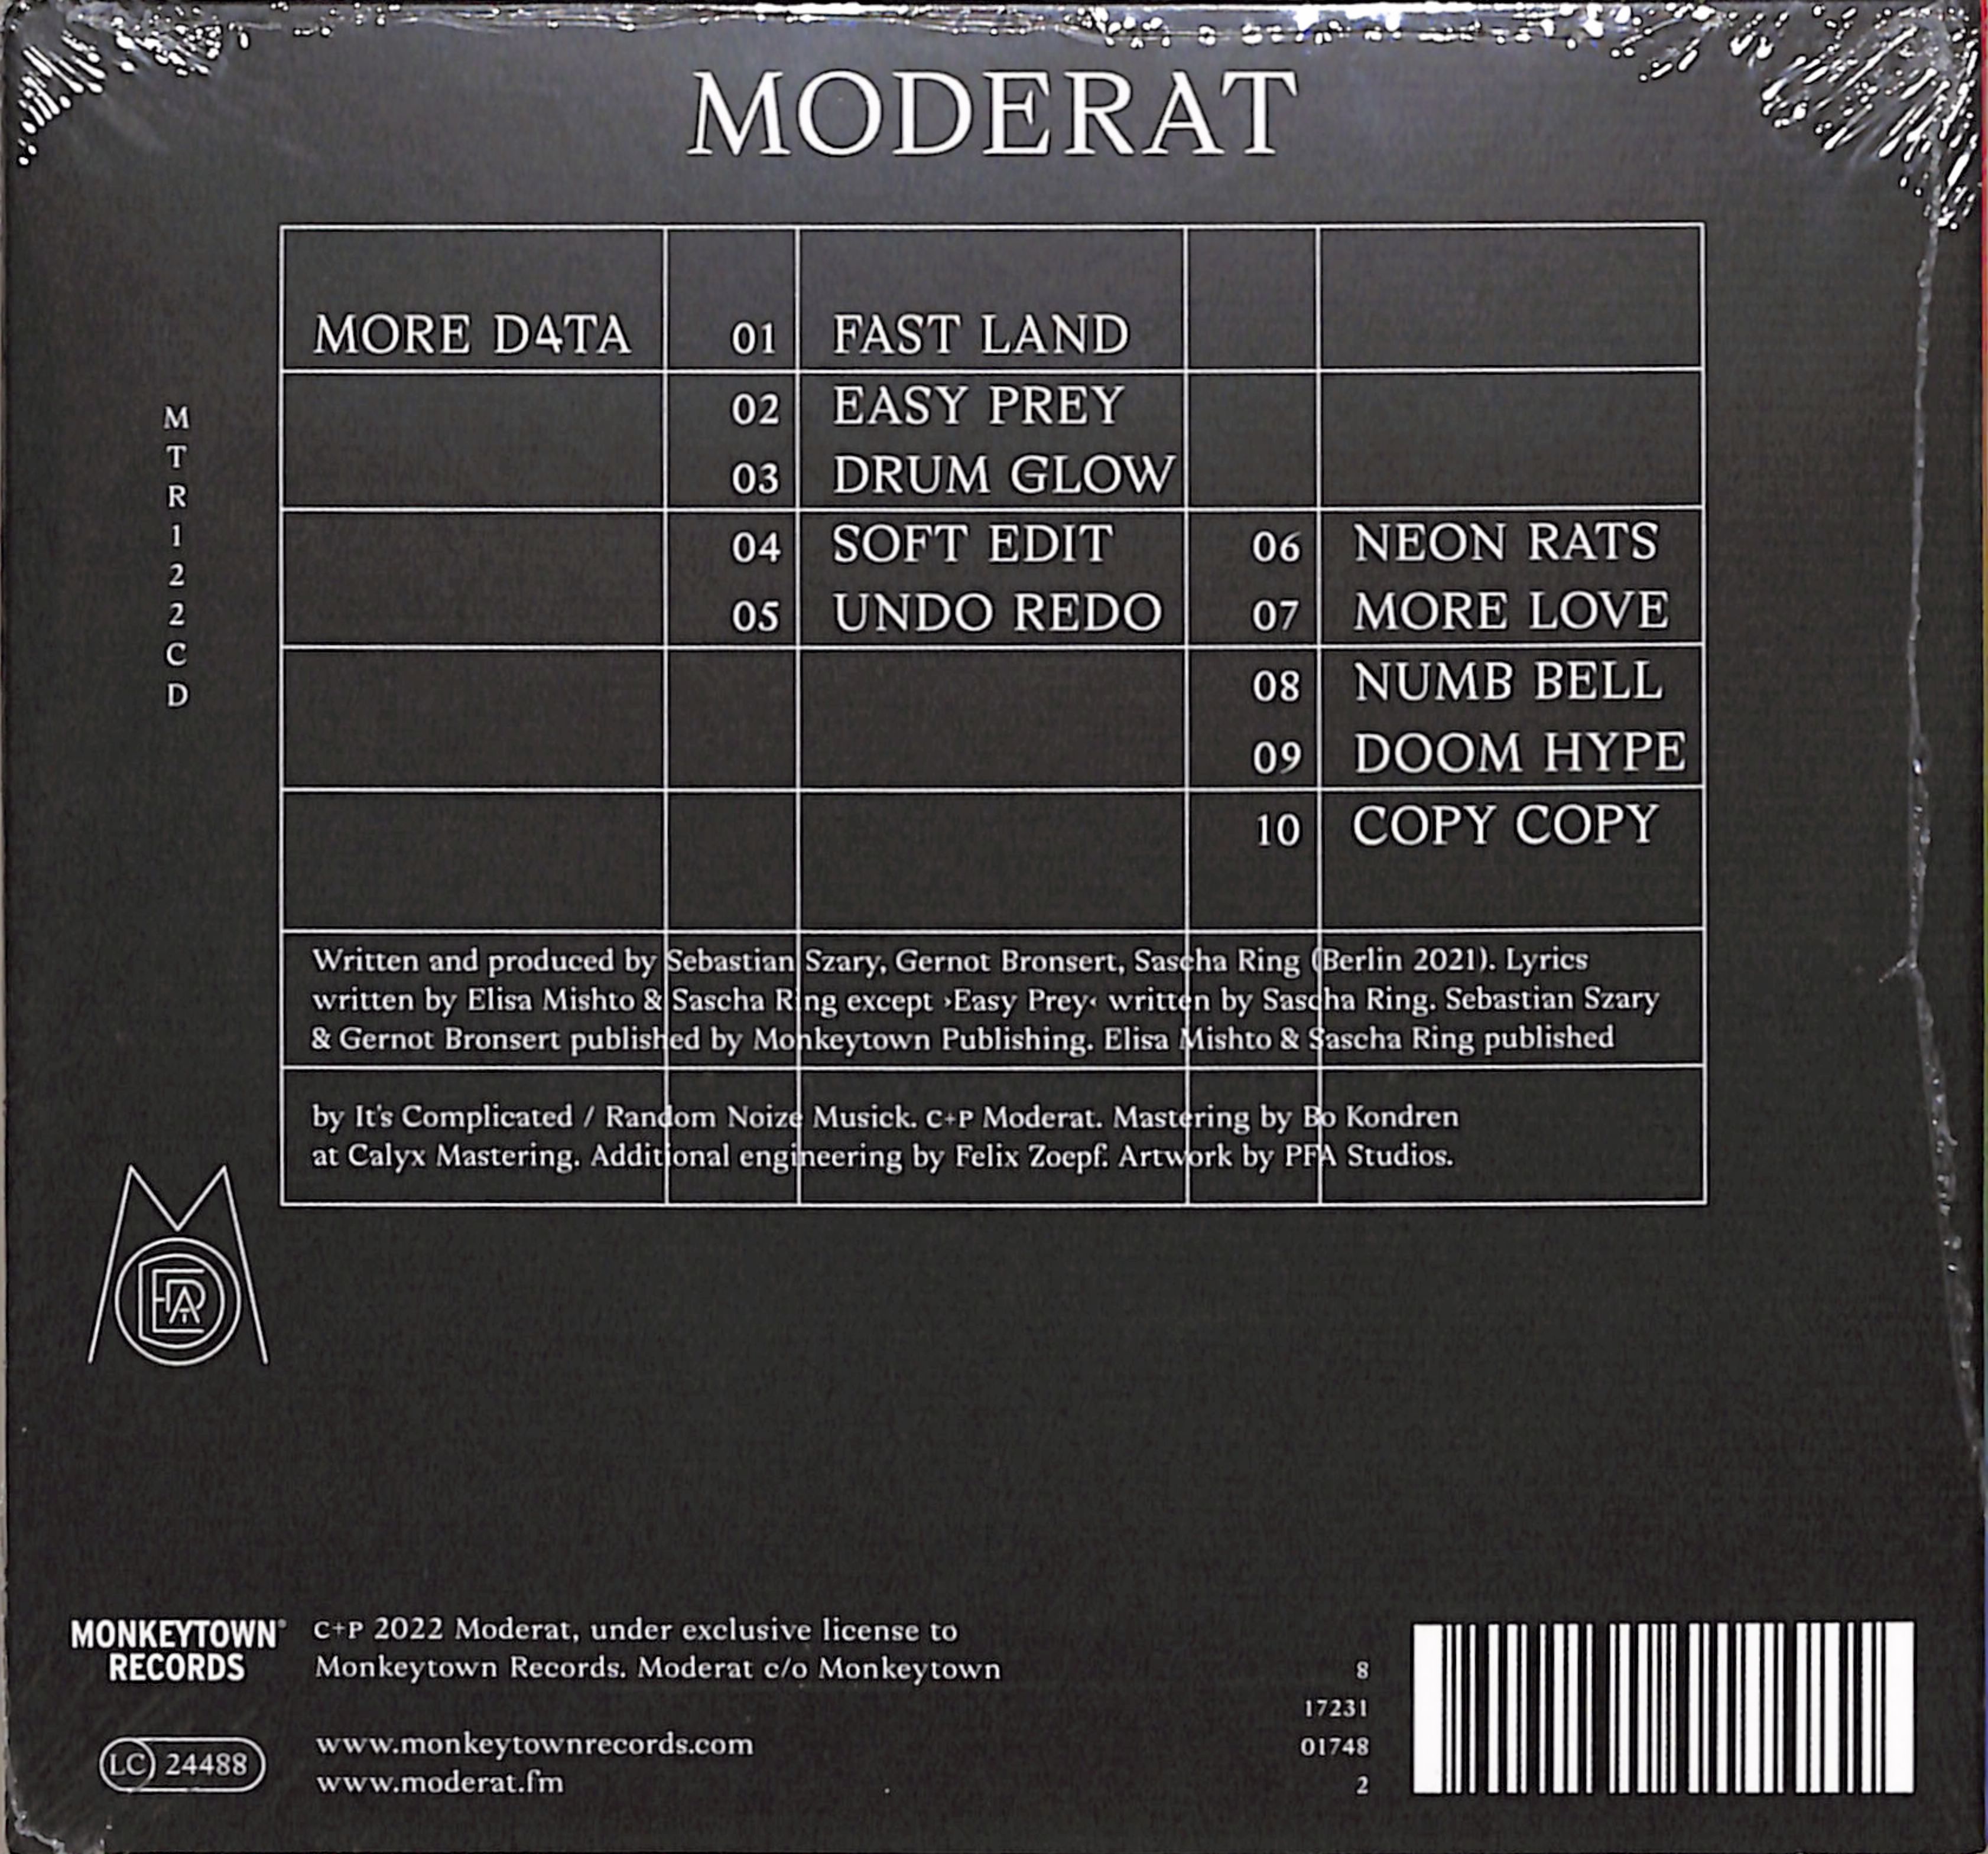 MODERAT
MORE D4TA
01 FAST LAND
02 EASY PREY
03 DRUM GLOW
04 SOFT EDIT
05 UNDO REDO
06 NEON RATS
07 MORE LOVE
08 NUMB BELL
09 DOOM HYPE
10 COPY COPY
M
T
R
1
2
2
C
D
Written and produced by Sebastian Szary, Gernot Bronsert, Sascha Ring (Berlin 2021). Lyrics
written by Elisa Mishto & Sascha Ring except ›Easy Prey‹ written by Sascha Ring. Sebastian Szary
& Gernot Bronsert published by Monkeytown Publishing. Elisa Mishto & Sascha Ring published
by It's Complicated / Random Noize Musick. C+P Moderat. Mastering by Bo Kondren
at Calyx Mastering. Additional engineering by Felix Zoepf. Artwork by PFA Studios.
MODERAT
MONKEYTOWN®
RECORDS
LC 24488
C+P 2022 Moderat, under exclusive license to
Monkeytown Records. Moderat c/o Monkeytown
www.monkeytownrecords.com
www.moderat.fm
8
17231
01748
2